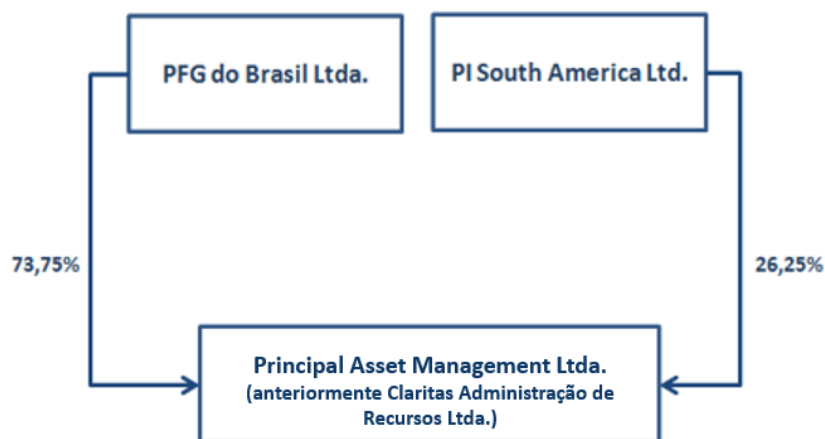 PFG do Brasil Ltda.
PI South America Ltd.
73,75%
26,25%
Principal Asset Management Ltda.
(anteriormente Claritas Administração de
Recursos Ltda.)